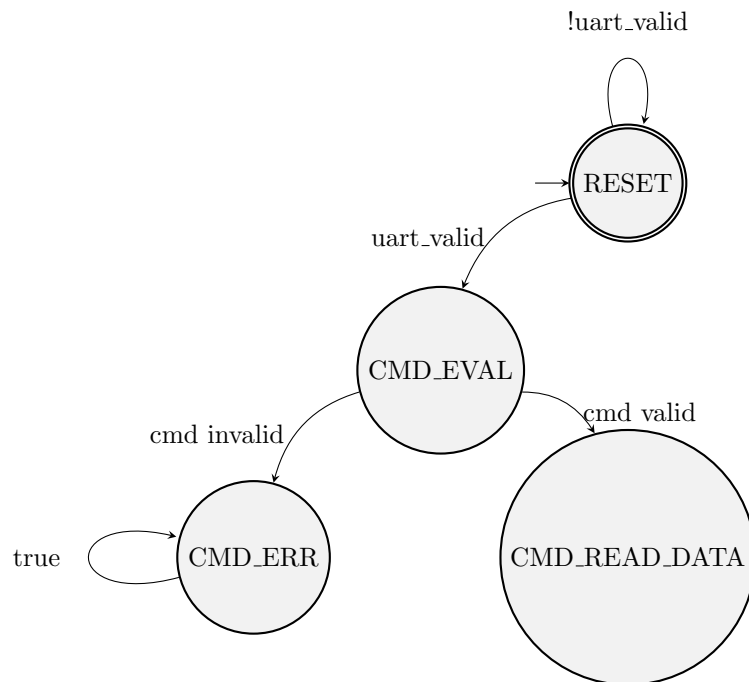 !uart_valid
RESET
uart_valid
CMD_EVAL
cmd invalid
cmd valid
true
CMD_ERR
CMD_READ_DATA